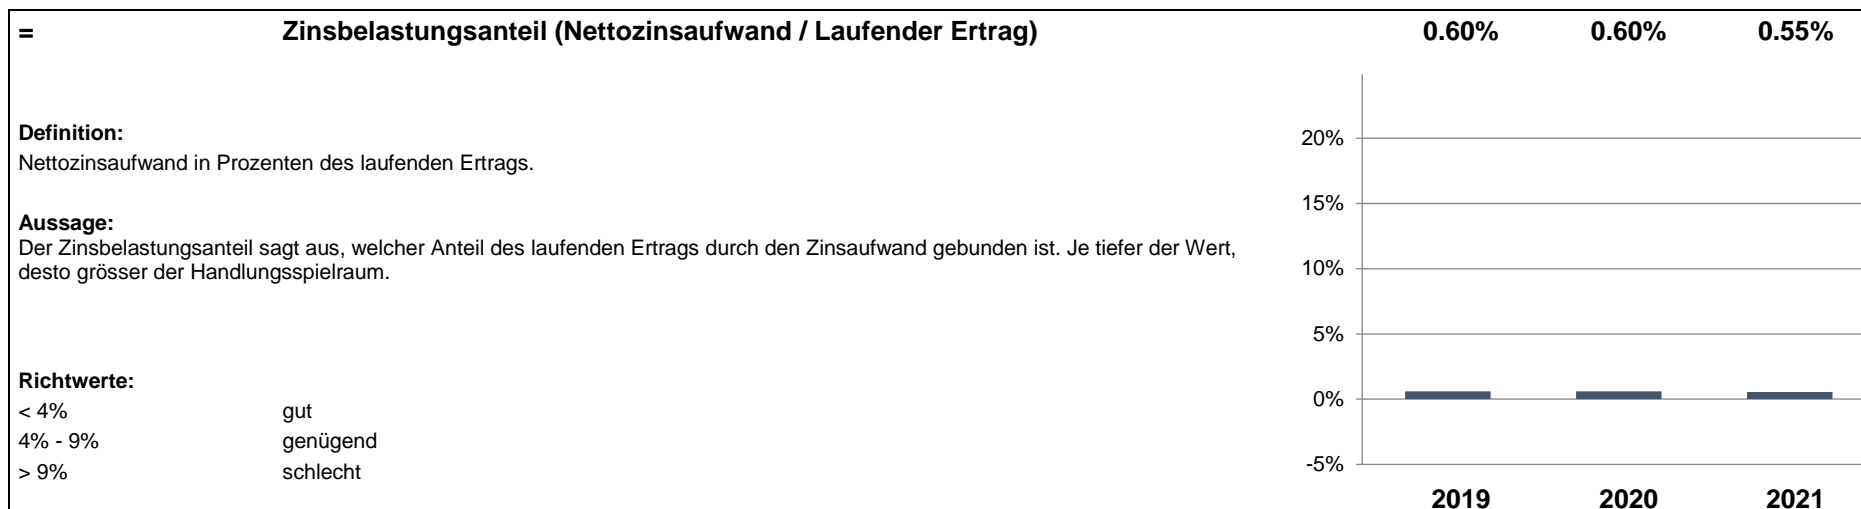 = Zinsbelastungsanteil (Nettozinsaufwand / Laufender Ertrag) 0.60% 0.60% 0.55%
Definition:
Nettozinsaufwand in Prozenten des laufenden Ertrags.
Aussage:
Der Zinsbelastungsanteil sagt aus, welcher Anteil des laufenden Ertrags durch den Zinsaufwand gebunden ist. Je tiefer der Wert,
desto grösser der Handlungsspielraum.
Richtwerte:
< 4% gut
4% - 9% genügend
> 9% schlecht
20%
15%
10%
5%
0%
-5%
2019 2020 2021